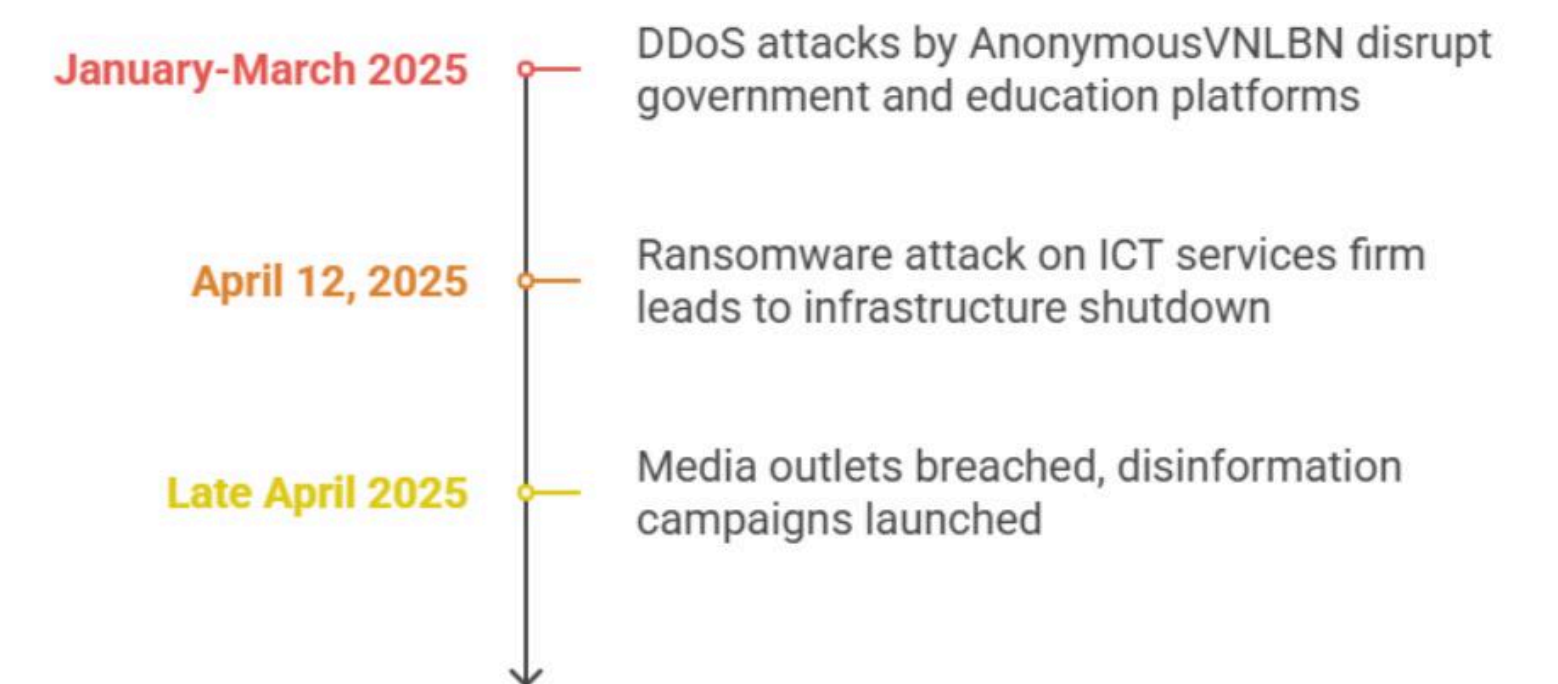 January-March 2025
DDoS attacks by AnonymousVNLBN disrupt
government and education platforms
April 12, 2025
Ransomware attack on ICT services firm
leads to infrastructure shutdown
Late April 2025
Media outlets breached, disinformation
campaigns launched